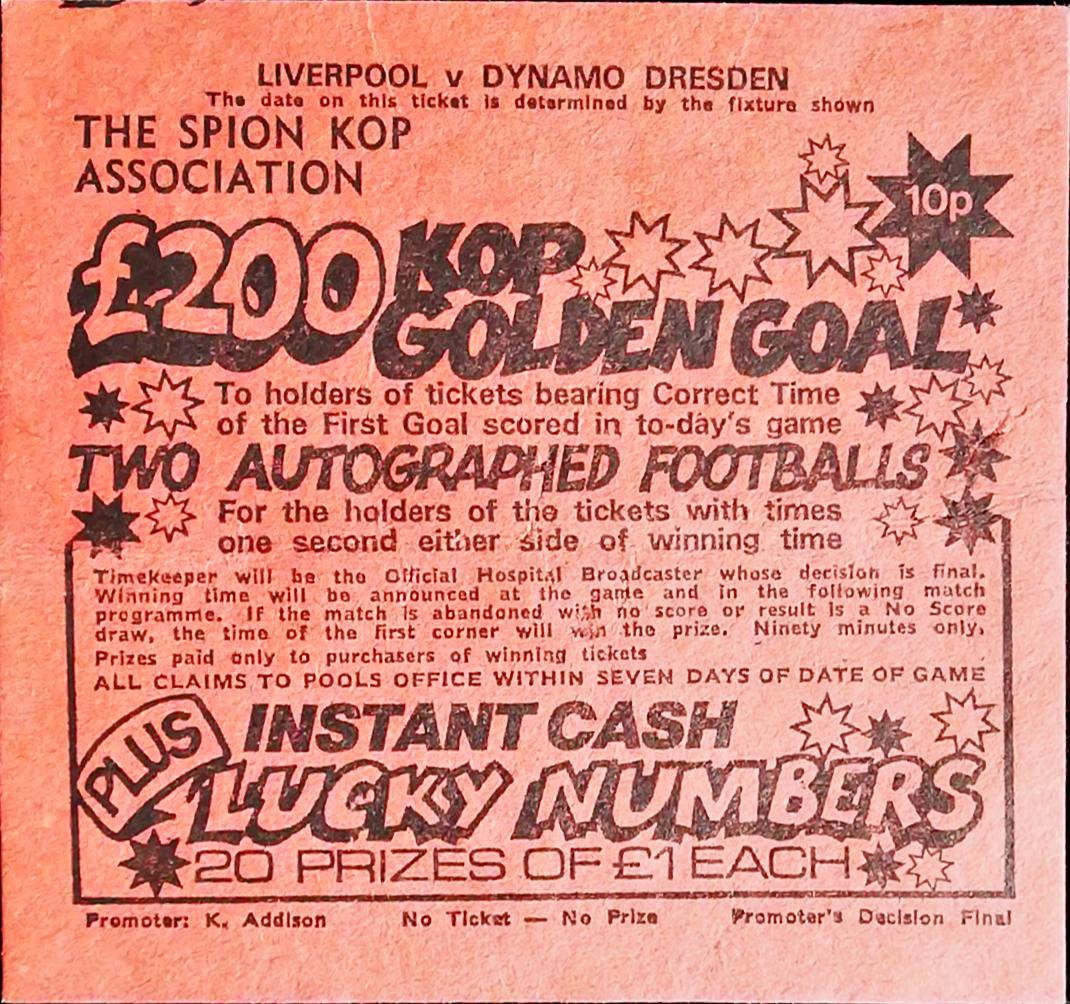 LIVERPOOL v DYNAMO DRESDEN
The date on this ticket is determined by the fixture shown
THE SPION KOP
ASSOCIATION
10p
£200 KOP
GOLDEN GOAL
To holders of tickets bearing Correct Time
of the First Goal scored in to-day's game
TWO AUTOGRAPHED FOOTBALLS
For the holders of the tickets with times
one second either side of winning time
Timekeeper will be the Official Hospital Broadcaster whose decision is final.
Winning time will be announced at the game and in the following match
programme. If the match is abandoned with no score or result is a No Score
draw, the time of the first corner will win the prize. Ninety minutes only.
Prizes paid only to purchasers of winning tickets
ALL CLAIMS TO POOLS OFFICE WITHIN SEVEN DAYS OF DATE OF GAME
PLUS INSTANT CASH
LUCKY NUMBERS
20 PRIZES OF £1 EACH
Promoter: K. Addison No Ticket — No Prize Promoter's Decision Final